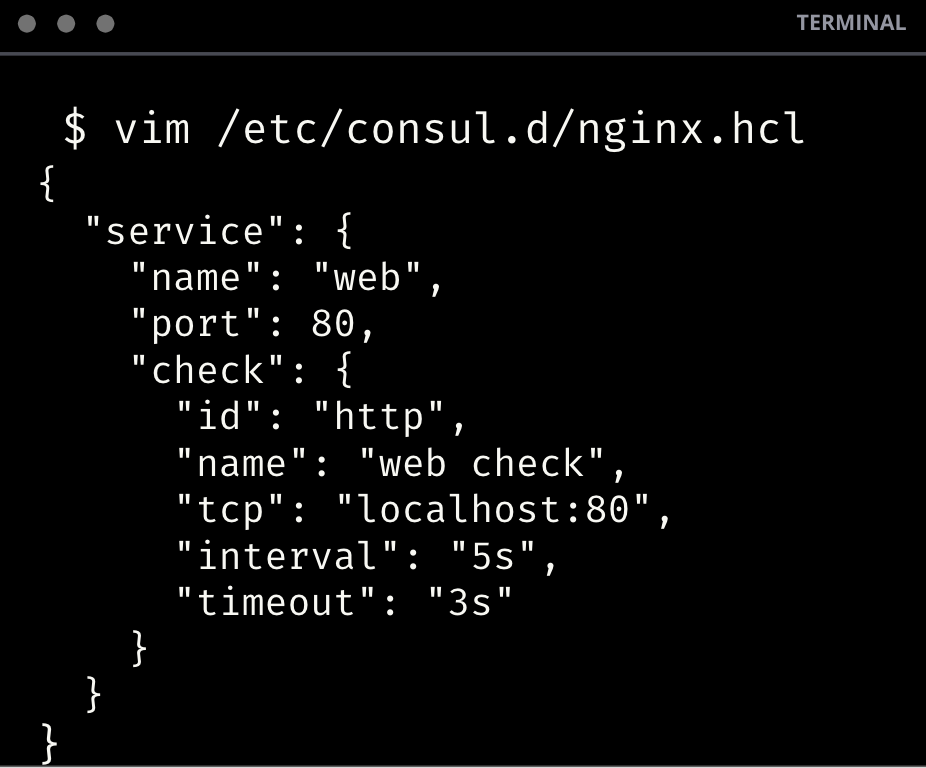 TERMINAL
$ vim /etc/consul.d/nginx.hcl
{
  "service": {
    "name": "web",
    "port": 80,
    "check": {
      "id": "http",
      "name": "web check",
      "tcp": "localhost:80",
      "interval": "5s",
      "timeout": "3s"
    }
  }
}